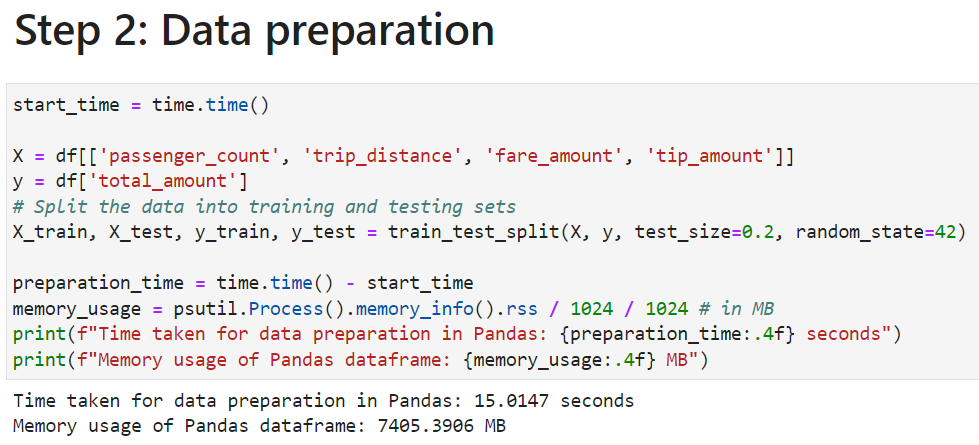 Step 2: Data preparation
start_time = time.time()
X = df[['passenger_count', 'trip_distance', 'fare_amount', 'tip_amount']]
y = df['total_amount']
# Split the data into training and testing sets
X_train, X_test, y_train, y_test = train_test_split(X, y, test_size=0.2, random_state=42)
preparation_time = time.time() - start_time
memory_usage = psutil.Process().memory_info().rss / 1024 / 1024 # in MB
print(f"Time taken for data preparation in Pandas: {preparation_time:.4f} seconds")
print(f"Memory usage of Pandas dataframe: {memory_usage:.4f} MB")
Time taken for data preparation in Pandas: 15.0147 seconds
Memory usage of Pandas dataframe: 7405.3906 MB